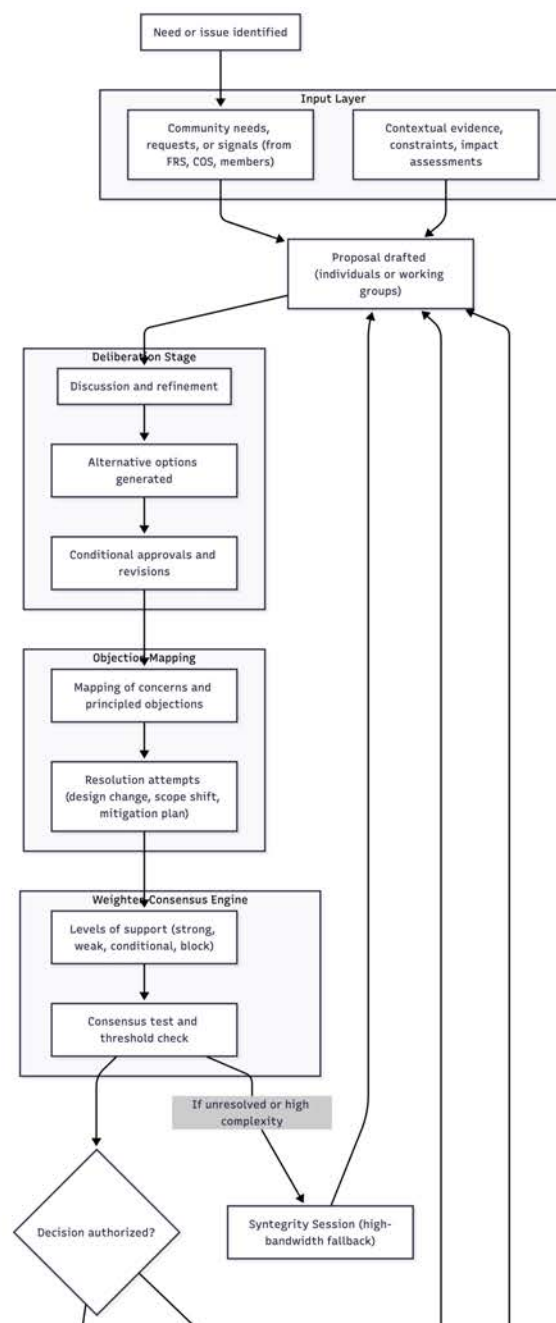 Need or issue identified
Input Layer
Community needs,
requests, or signals (from
FRS, COS, members)
Contextual evidence,
constraints, impact
assessments
Proposal drafted
(individuals or working
groups)
Deliberation Stage
Discussion and refinement
Alternative options
generated
Conditional approvals and
revisions
Objection Mapping
Mapping of concerns and
principled objections
Resolution attempts
(design change, scope shift,
mitigation plan)
Weighted Consensus Engine
Levels of support (strong,
weak, conditional, block)
Consensus test and
threshold check
If unresolved or high
complexity
Decision authorized?
Syntegrity Session (high-
bandwidth fallback)